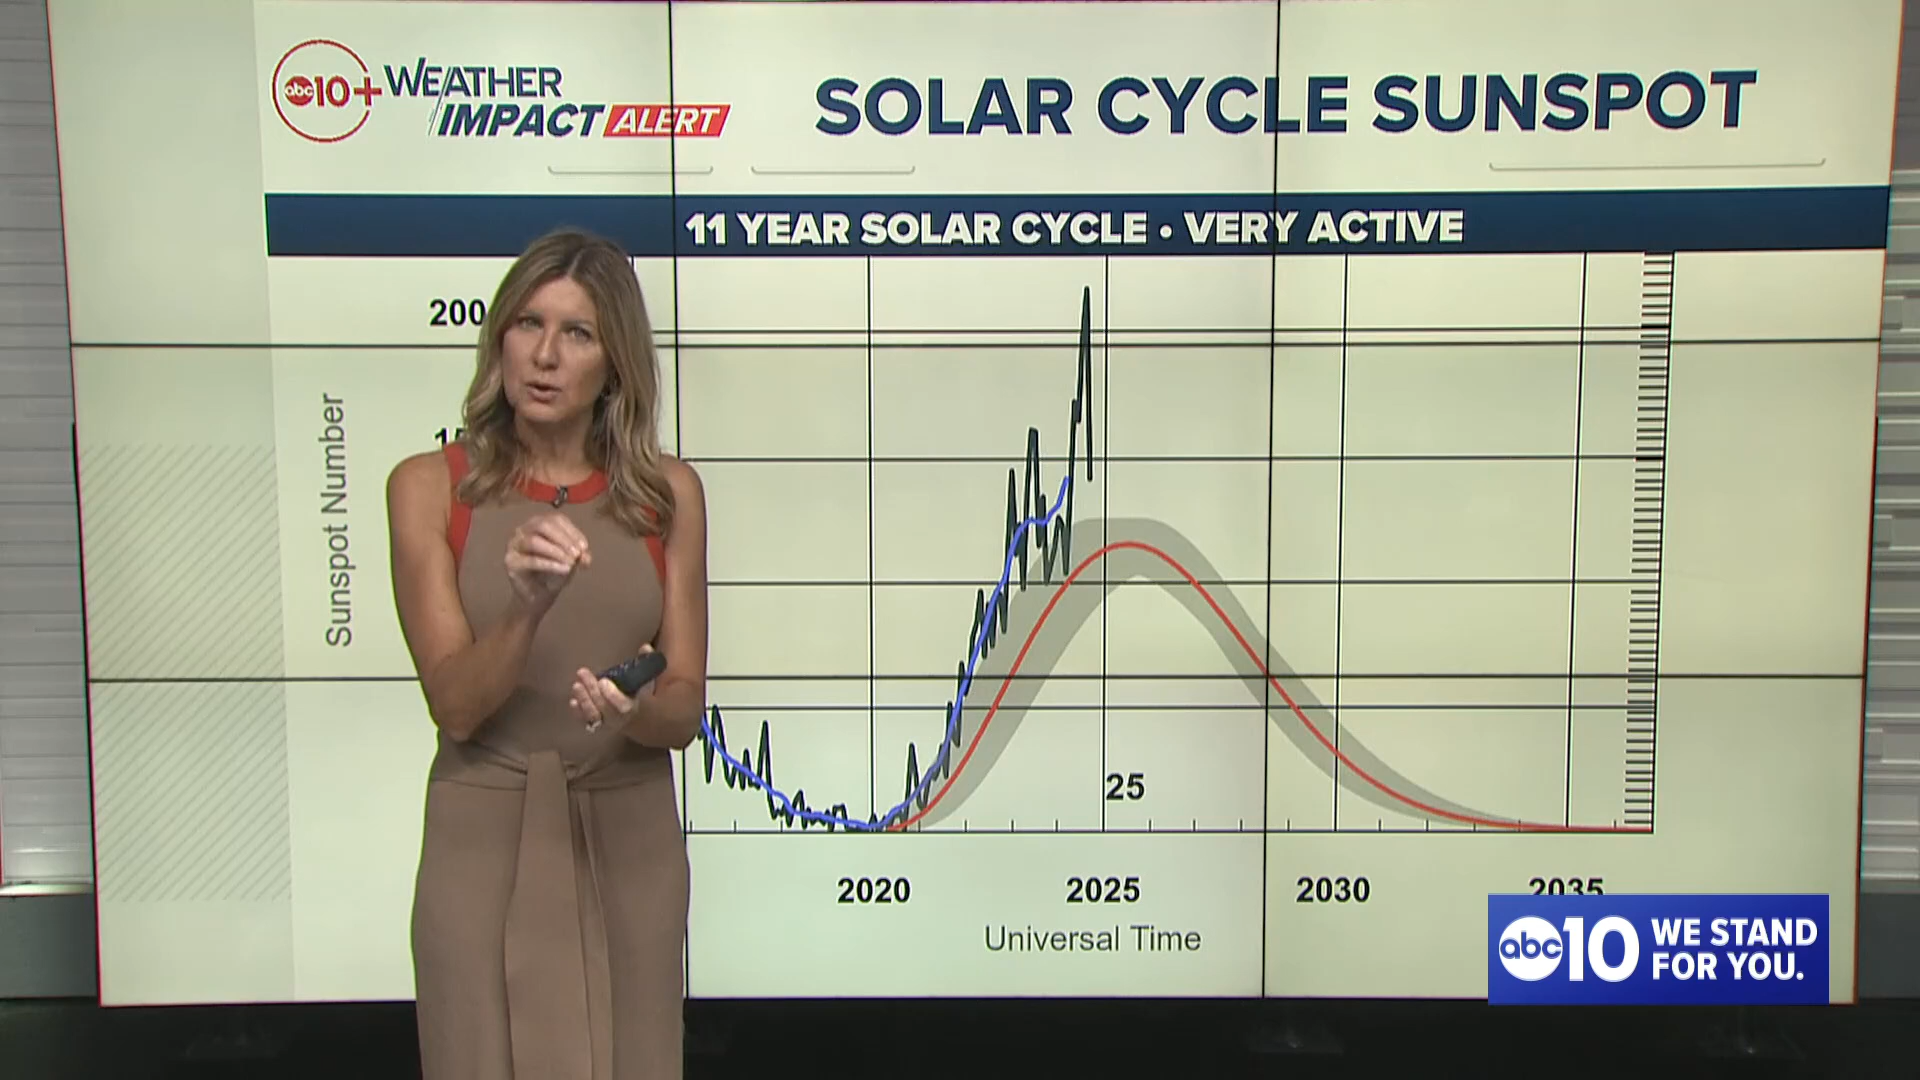 abc10+ WEATHER
IMPACT ALERT
SOLAR CYCLE SUNSPOT
11 YEAR SOLAR CYCLE • VERY ACTIVE
200
Sunspot Number
25
2020
2025
2030
2035
Universal Time
abc10 WE STAND
FOR YOU.